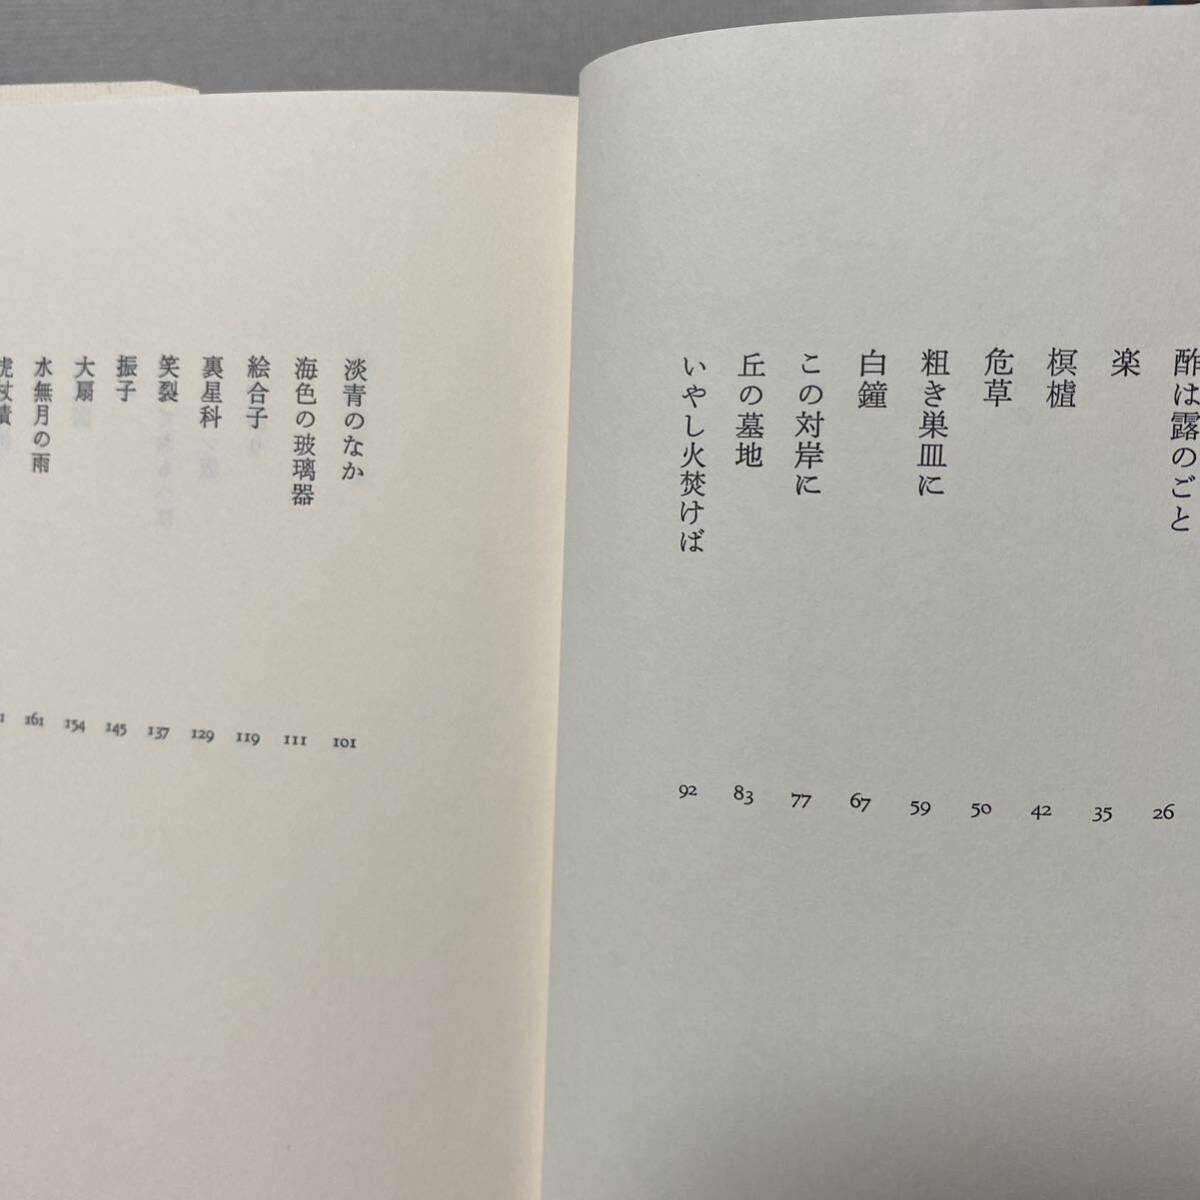 酢は露のごと 26
楽 35
榠樝 42
危草 50
粗き巣皿に 59
白鐘 67
この対岸に 77
丘の墓地 83
いやし火焚けば 92
淡青のなか 101
海色の玻璃器 111
絵合子 119
裏星科 129
笑裂 137
振子 145
大扇 154
水無月の雨 161